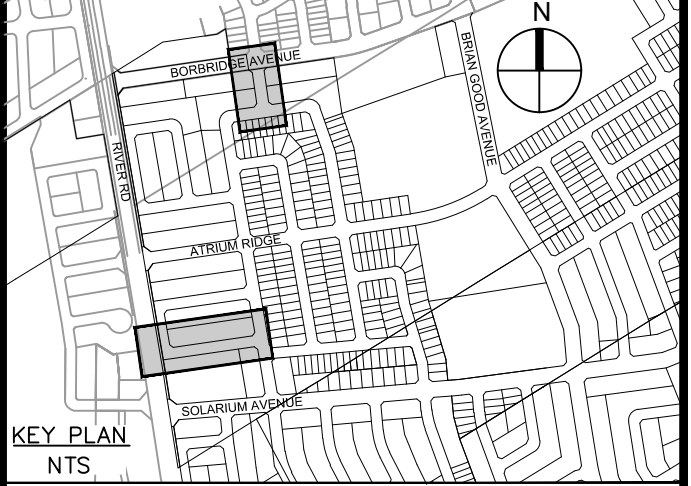 N
BORBRIDGE AVENUE
BRIAN GOOD AVENUE
RIVER RD
ATRIUM RIDGE
SOLARIUM AVENUE
KEY PLAN
NTS